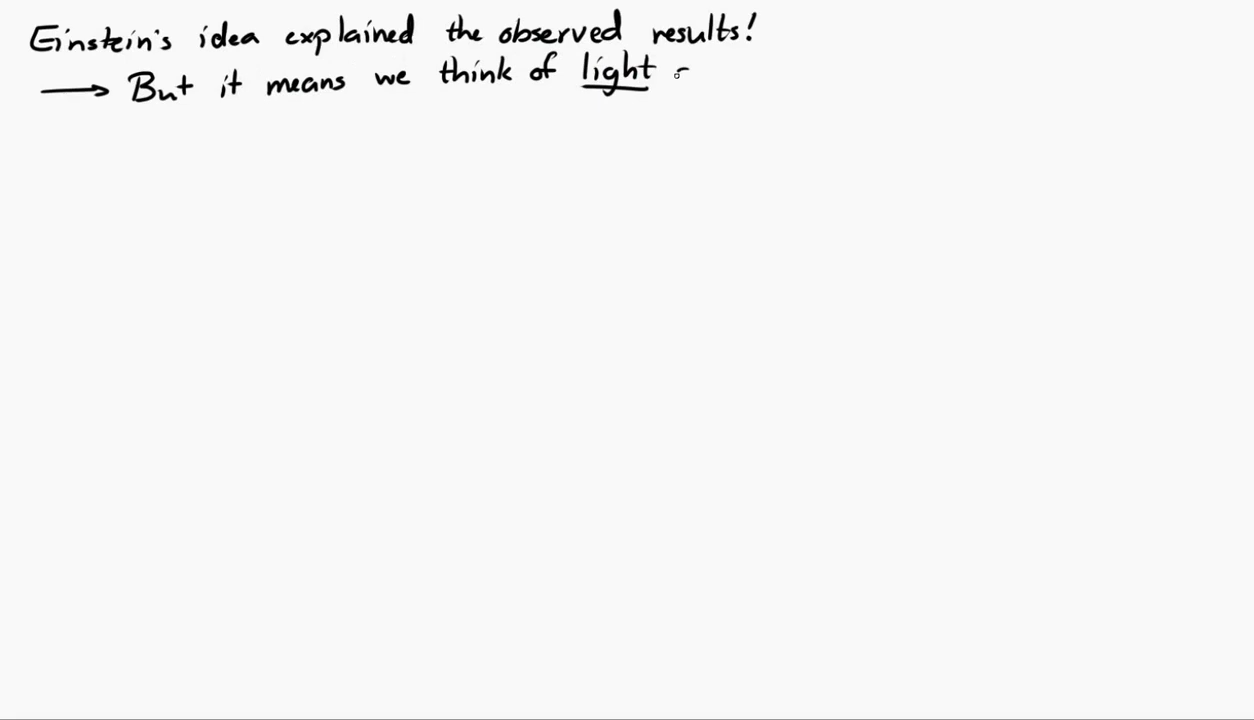 Einstein's idea explained the observed results!
→ But it means we think of light